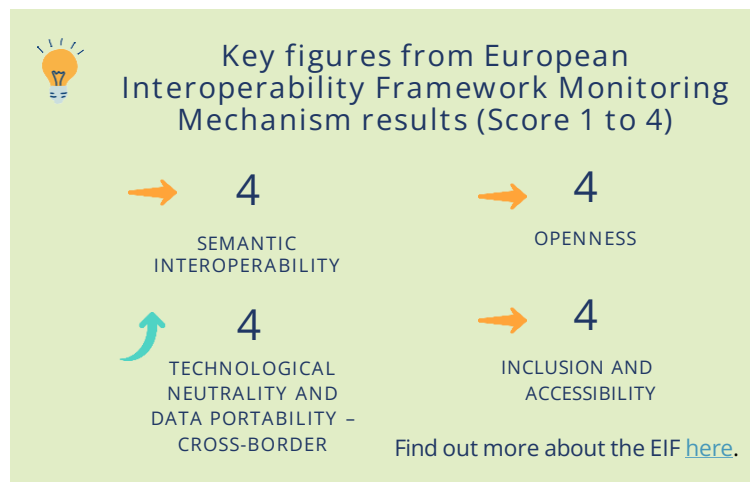 Key figures from European
Interoperability Framework Monitoring
Mechanism results (Score 1 to 4)
4
SEMANTIC
INTEROPERABILITY
4
OPENNESS
4
TECHNOLOGICAL
NEUTRALITY AND
DATA PORTABILITY –
CROSS-BORDER
4
INCLUSION AND
ACCESSIBILITY
Find out more about the EIF here.